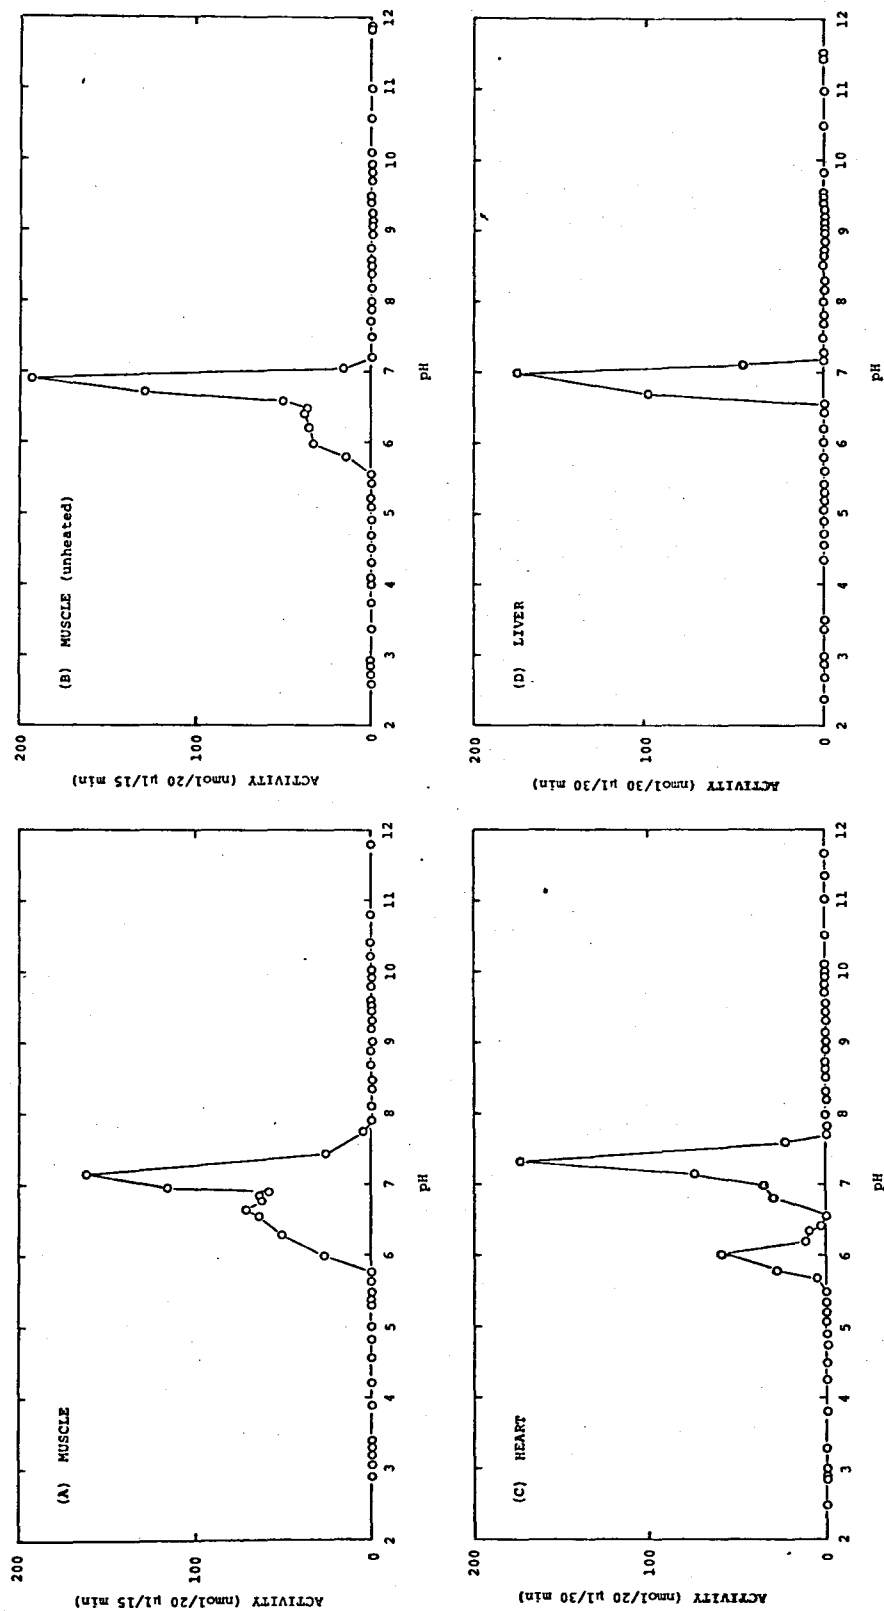 (A) MUSCLE
ACTIVITY (nmol/20 µl/15 min)
200
100
0
2 3 4 5 6 7 8 9 10 11 12
pH
(B) MUSCLE (unheated)
ACTIVITY (nmol/20 µl/15 min)
200
100
0
2 3 4 5 6 7 8 9 10 11 12
pH
(C) HEART
ACTIVITY (nmol/20 µl/30 min)
200
100
0
2 3 4 5 6 7 8 9 10 11 12
pH
(D) LIVER
ACTIVITY (nmol/30 µl/30 min)
200
100
0
2 3 4 5 6 7 8 9 10 11 12
pH